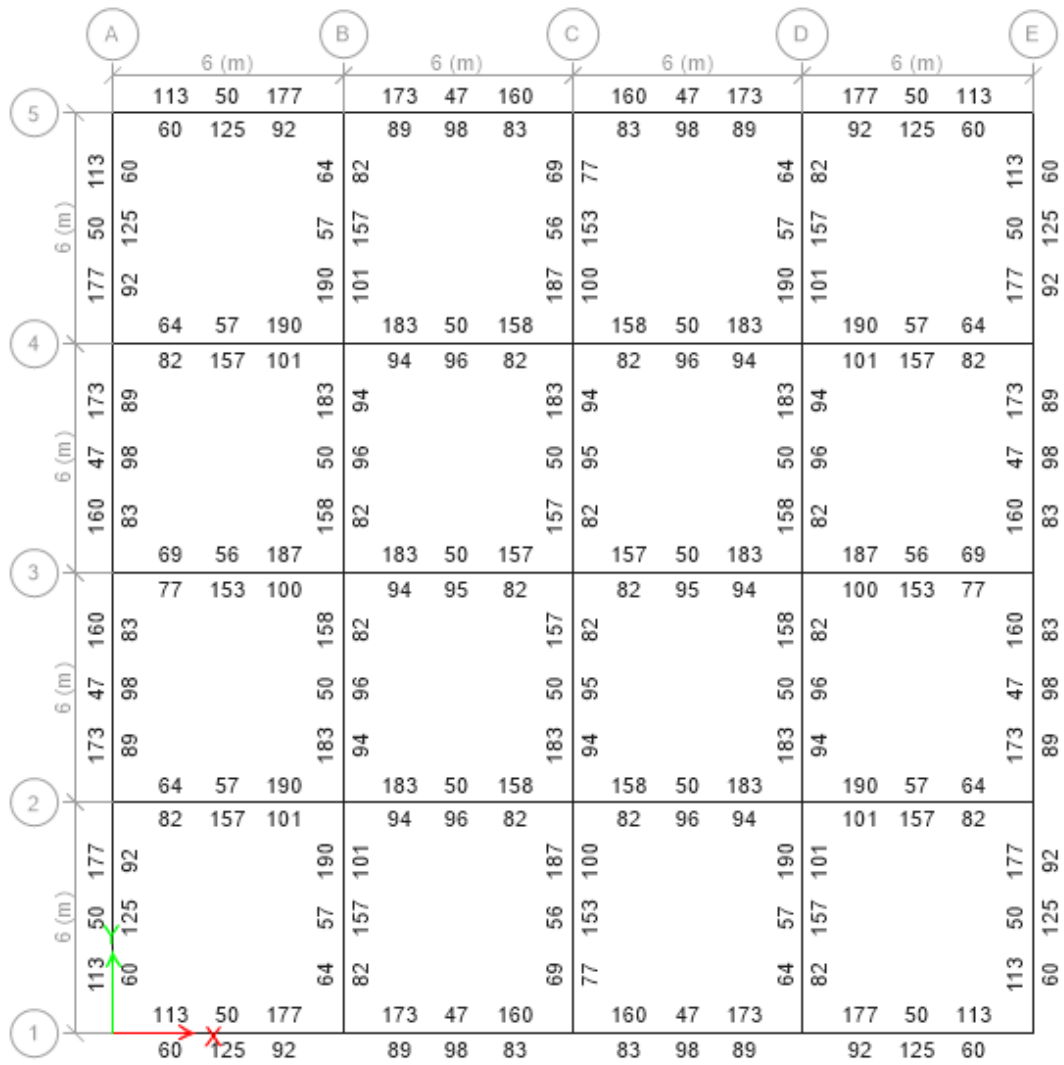 A B C D E
6 (m) 6 (m) 6 (m) 6 (m)
113 50 177 173 47 160 160 47 173 177 50 113
5
60 125 92 89 98 83 83 98 89 92 125 60
113 60 64 82 69 77 64 82 113 60
6 (m) 50 125 57 157 56 153 57 157 50 125
177 92 190 101 187 100 190 101 177 92
64 57 190 183 50 158 158 50 183 190 57 64
4
82 157 101 94 96 82 82 96 94 101 157 82
173 89 183 94 183 94 183 94 173 89
6 (m) 47 98 50 96 50 95 50 96 47 98
160 83 158 82 157 82 158 82 160 83
69 56 187 183 50 157 157 50 183 187 56 69
3
77 153 100 94 95 82 82 95 94 100 153 77
160 83 158 82 157 82 158 82 160 83
6 (m) 47 98 50 96 50 95 50 96 47 98
173 89 183 94 183 94 183 94 173 89
64 57 190 183 50 158 158 50 183 190 57 64
2
82 157 101 94 96 82 82 96 94 101 157 82
177 92 190 101 187 100 190 101 177 92
6 (m) 50 125 57 157 56 153 57 157 50 125
Y
113 60 64 82 69 77 64 82 113 60
113 50 177 173 47 160 160 47 173 177 50 113
1 X
60 125 92 89 98 83 83 98 89 92 125 60